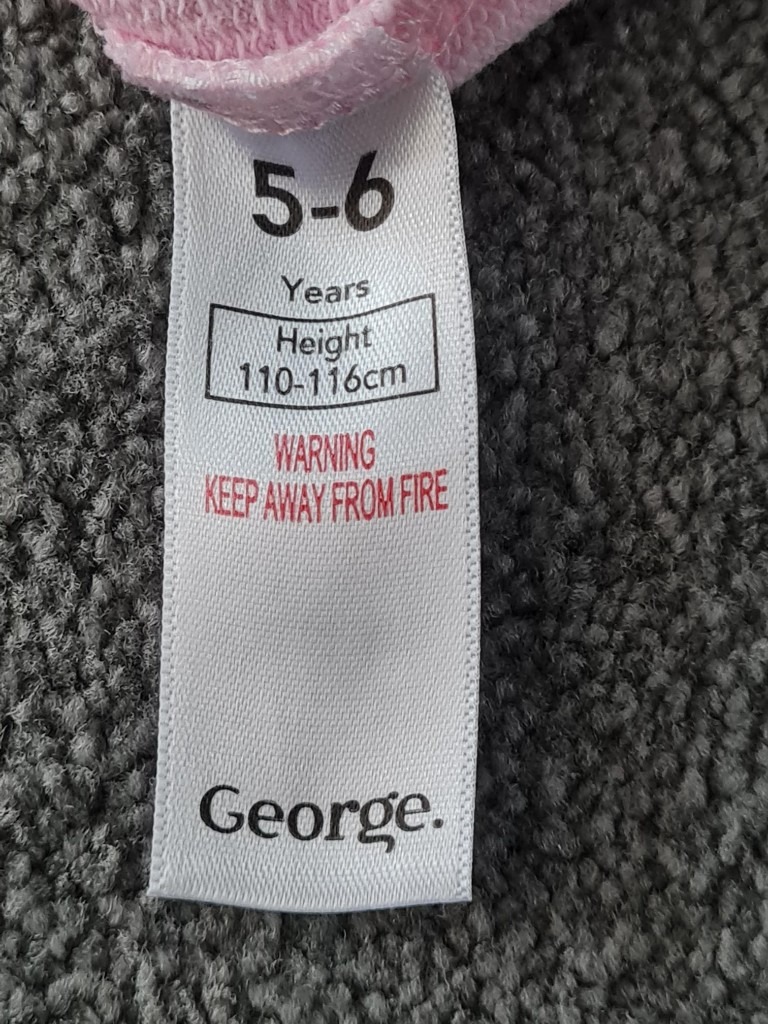 5-6
Years
Height
110-116cm
WARNING
KEEP AWAY FROM FIRE
George.